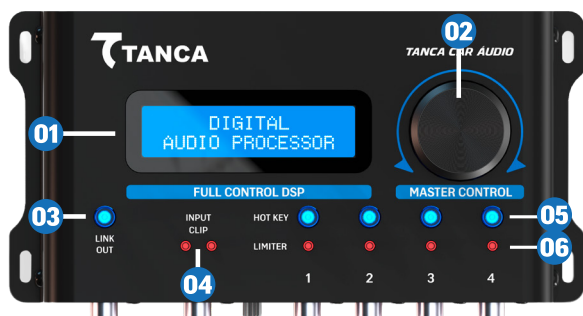 TANCA
TANCA CAR ÁUDIO
02
01
DIGITAL
AUDIO PROCESSOR
FULL CONTROL DSP
MASTER CONTROL
03
LINK
OUT
INPUT
CLIP
HOT KEY
05
LIMITER
06
04
1 2 3 4